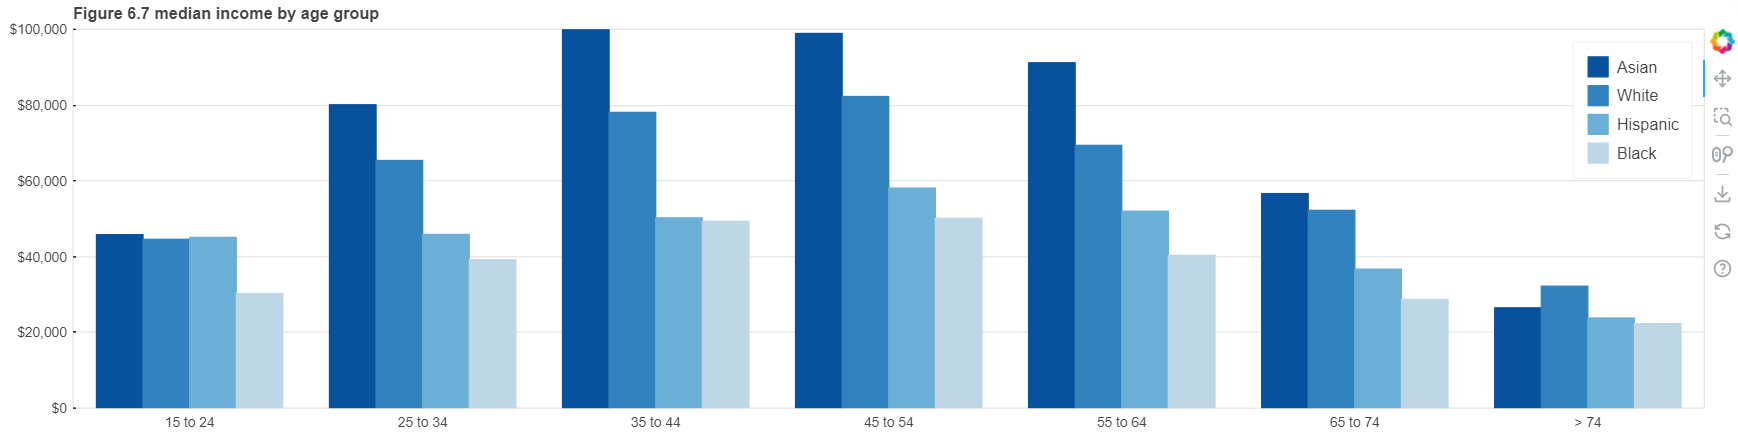 Figure 6.7 median income by age group
$100,000
$80,000
$60,000
$40,000
$20,000
$0
15 to 24
25 to 34
35 to 44
45 to 54
55 to 64
65 to 74
> 74
Asian
White
Hispanic
Black